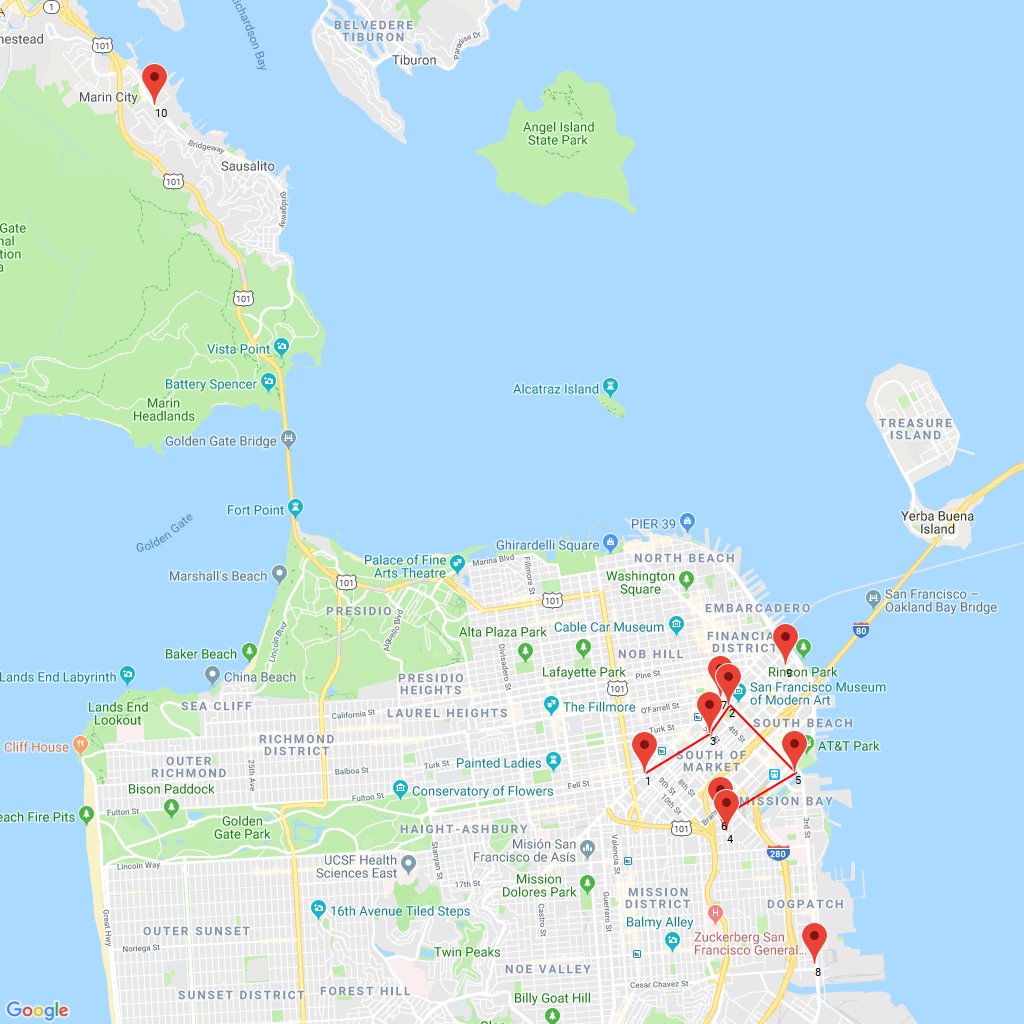 1
101
Richardson Bay
BELVEDERE
TIBURON
Paradise Dr
Tiburon
mestead
101
Marin City
10
Bridgeway
Sausalito
101
Bridgeway
Angel Island
State Park
Gate
nal
tion
a
101
Vista Point
Battery Spencer
Marin
Headlands
Alcatraz Island
TREASURE
ISLAND
Golden Gate Bridge
Yerba Buena
Island
Fort Point
Golden Gate
PIER 39
Ghirardelli Square
NORTH BEACH
Palace of Fine
Arts Theatre
Marina Blvd
Fillmore St
Marshall's Beach
101
101
Washington
Square
San Francisco –
Oakland Bay Bridge
80
PRESIDIO
Arguello Blvd
Lincoln Blvd
EMBARCADERO
Cable Car Museum
Alta Plaza Park
Divisadero St
FINANCIAL
DISTRICT
NOB HILL
Baker Beach
China Beach
Lands End Labyrinth
Lafayette Park
Pine St
Rincon Park
9
PRESIDIO
HEIGHTS
101
San Francisco Museum
of Modern Art
SEA CLIFF
Lands End
Lookout
California St
LAUREL HEIGHTS
The Fillmore
O'Farrell St
7
2
SOUTH BEACH
4th St
Turk St
3
Cliff House
RICHMOND
DISTRICT
AT&T Park
SOUTH OF
MARKET
OUTER
RICHMOND
25th Ave
Balboa St
Turk St
Painted Ladies
1
5
Bison Paddock
Fulton St
Conservatory of Flowers
Fell St
8th St
9th St
10th St
MISSION BAY
each Fire Pits
Fulton St
Golden
Gate Park
HAIGHT-ASHBURY
101
6
4
3rd St
280
Lincoln Way
UCSF Health
Sciences East
Stanyan St
Misión San
Francisco de Asís
Valencia St
17th St
Mission
Dolores Park
Castro St
Guerrero St
MISSION
DISTRICT
DOGPATCH
Great Hwy
16th Avenue Tiled Steps
Balmy Alley
OUTER SUNSET
Noriega St
Twin Peaks
Zuckerberg San
Francisco General...
NOE VALLEY
8
Cesar Chavez St
SUNSET DISTRICT
FOREST HILL
Billy Goat Hill
Google